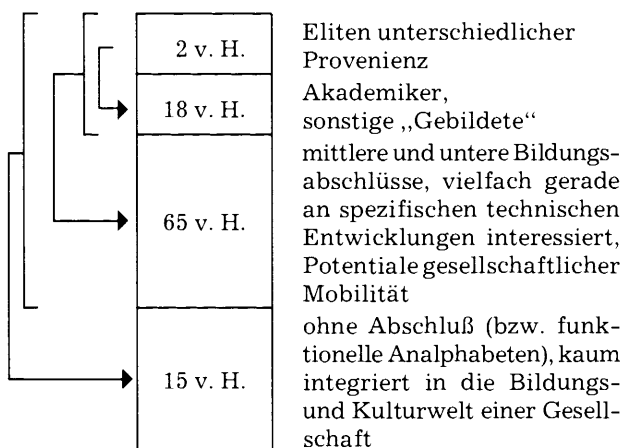 2 v. H.
Eliten unterschiedlicher
Provenienz
18 v. H.
Akademiker,
sonstige ,,Gebildete“
65 v. H.
mittlere und untere Bildungs-
abschlüsse, vielfach gerade
an spezifischen technischen
Entwicklungen interessiert,
Potentiale gesellschaftlicher
Mobilität
15 v. H.
ohne Abschluß (bzw. funk-
tionelle Analphabeten), kaum
integriert in die Bildungs-
und Kulturwelt einer Gesell-
schaft